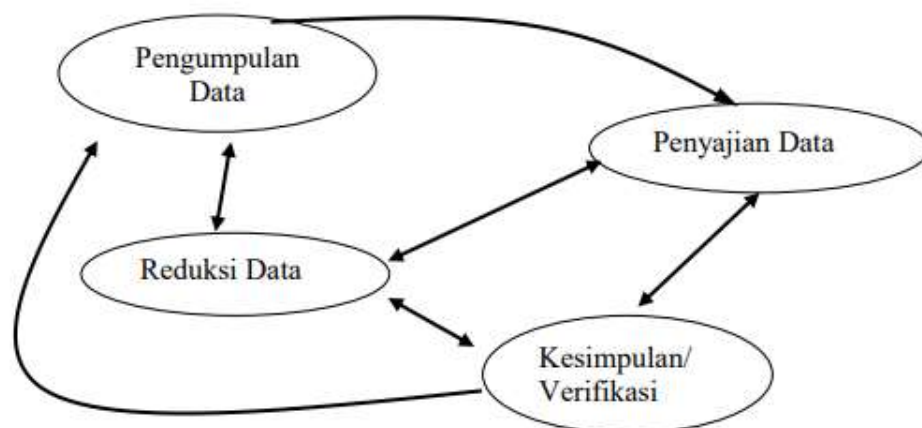 Pengumpulan
Data
Penyajian Data
Reduksi Data
Kesimpulan/
Verifikasi